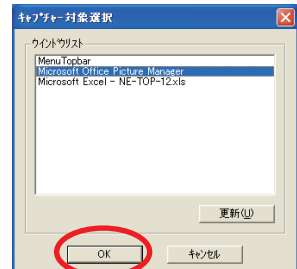 ｷｬﾌﾟﾁｬｰ対象選択
ｳｲﾝﾄﾞｳﾘｽﾄ
MenuTopbar
Microsoft Office Picture Manager
Microsoft Excel - NE-TOP-12.xls
更新(U)
OK
ｷｬﾝｾﾙ